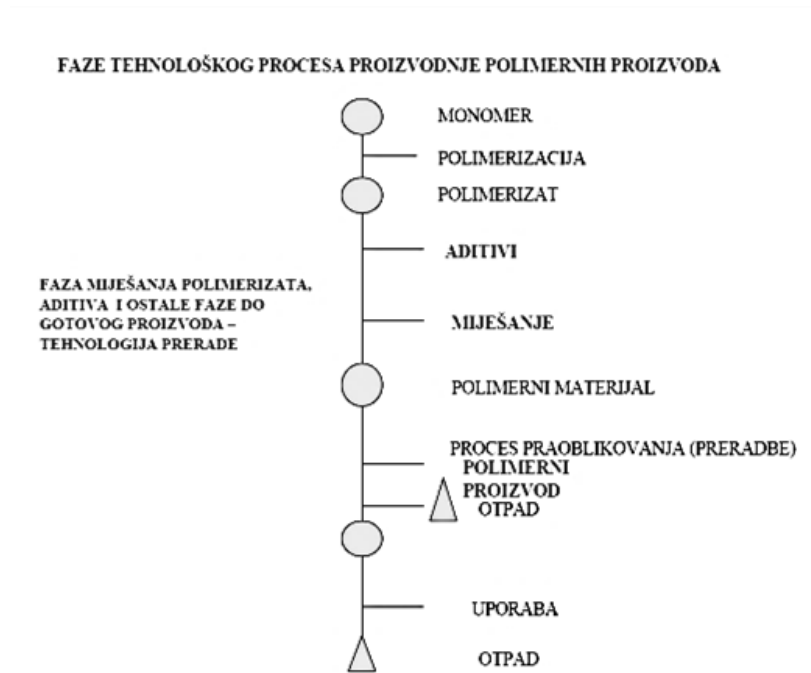 FAZE TEHNOLOŠKOG PROCESA PROIZVODNJE POLIMERNIH PROIZVODA
MONOMER
POLIMERIZACIJA
POLIMERIZAT
ADITIVI
FAZA MIJEŠANJA POLIMERIZATA,
ADITIVA I OSTALE FAZE DO
GOTOVOG PROIZVODA –
TEHNOLOGIJA PRERADE
MIJEŠANJE
POLIMERNI MATERIJAL
PROCES PRAOBLIKOVANJA (PRERADBE)
POLIMERNI
PROIZVOD
OTPAD
UPORABA
OTPAD